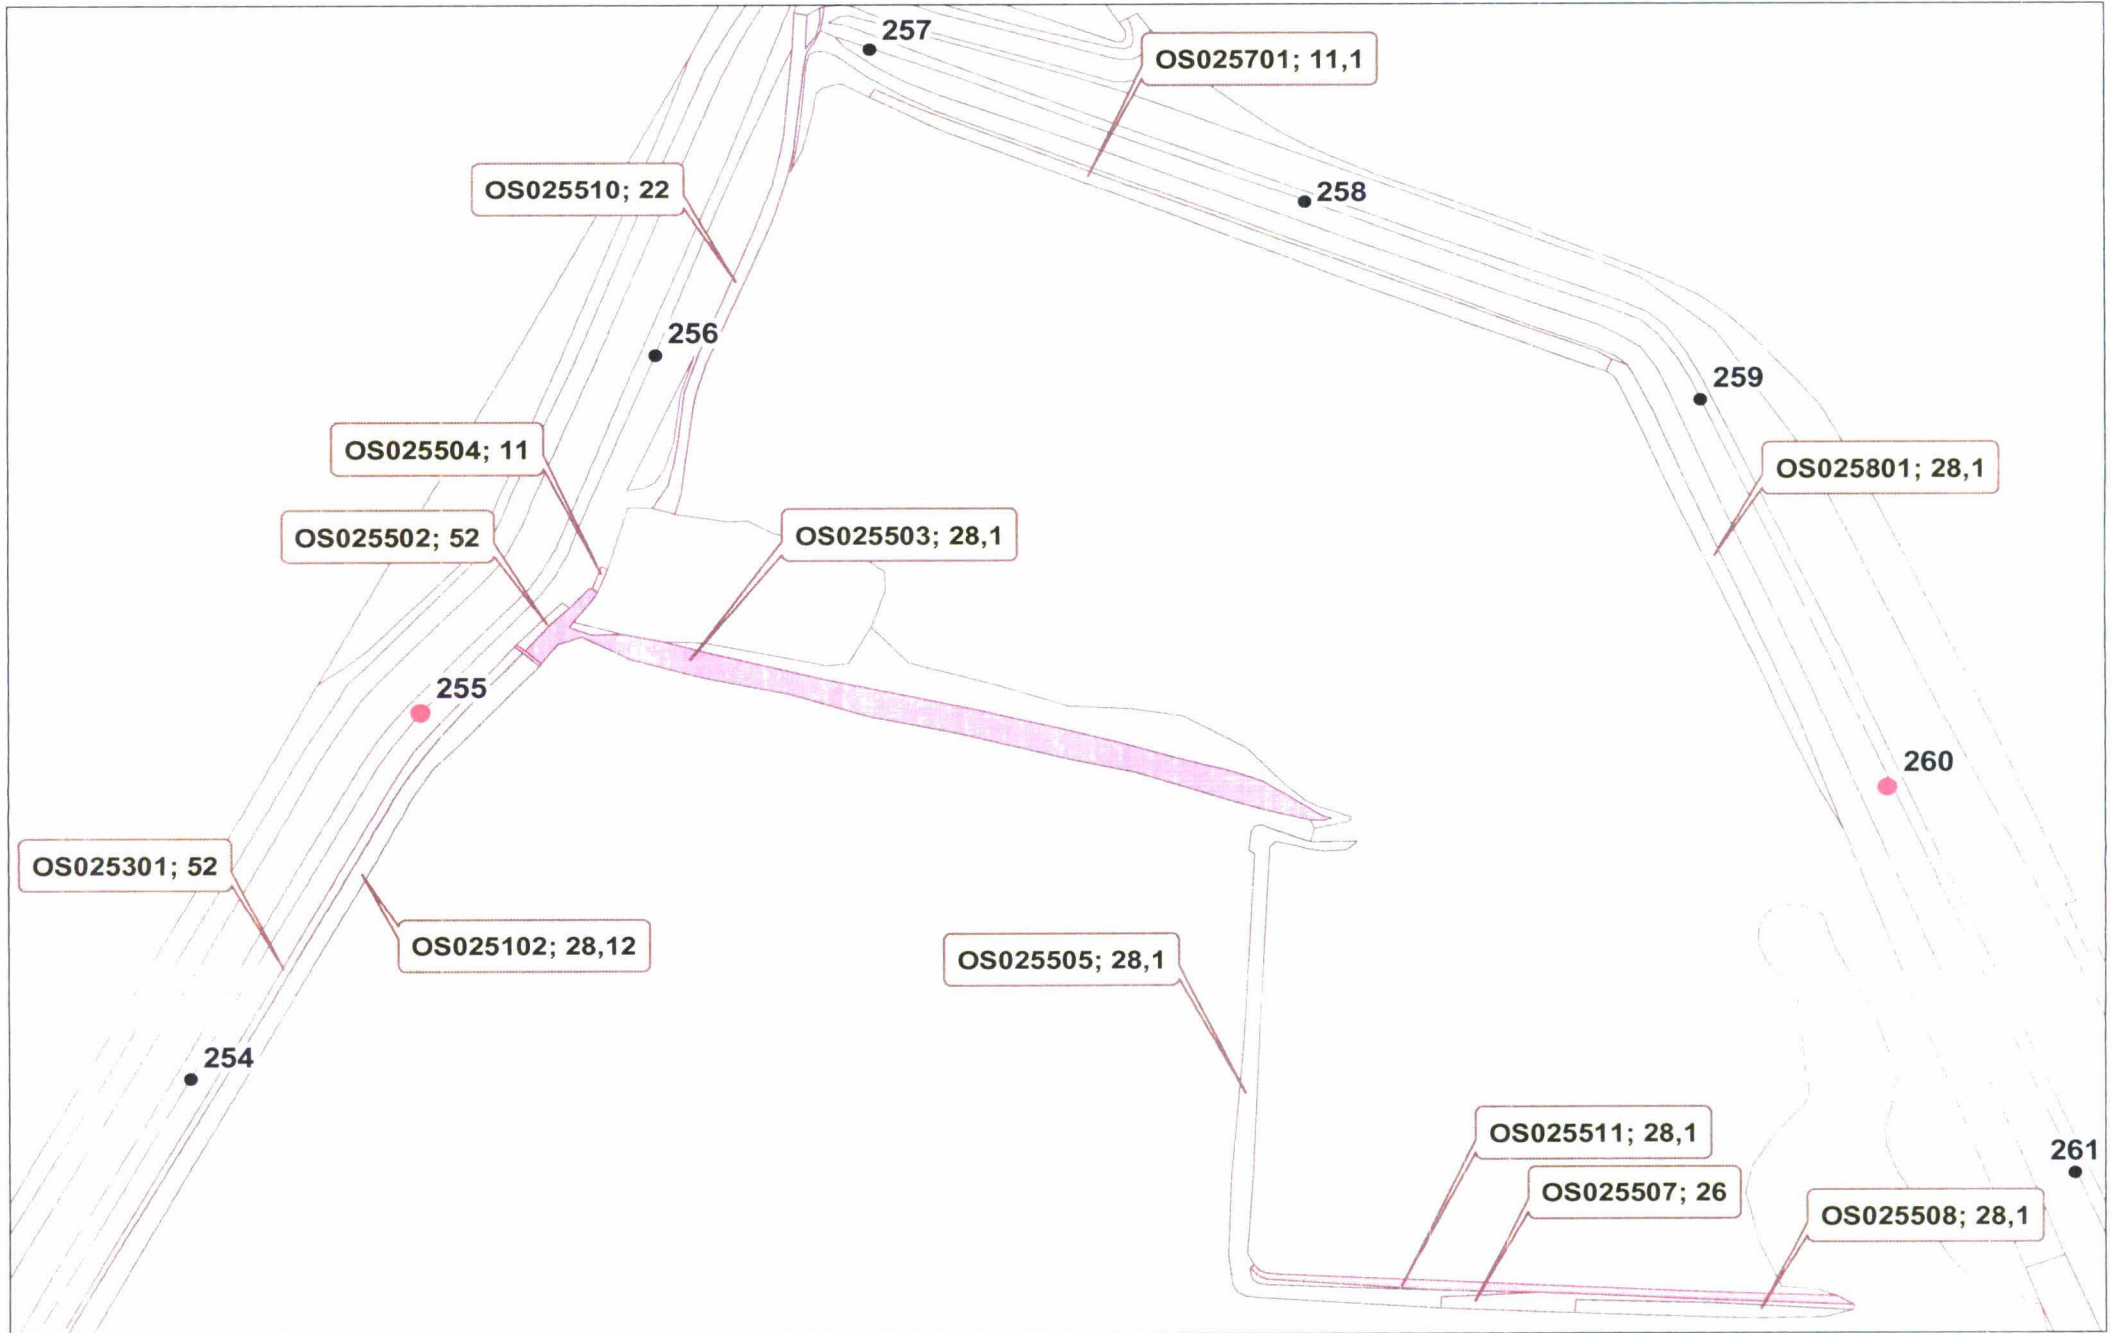 257
OS025701; 11,1
OS025510; 22
258
256
259
OS025504; 11
OS025801; 28,1
OS025502; 52
OS025503; 28,1
255
260
OS025301; 52
OS025102; 28,12
OS025505; 28,1
254
OS025511; 28,1
261
OS025507; 26
OS025508; 28,1